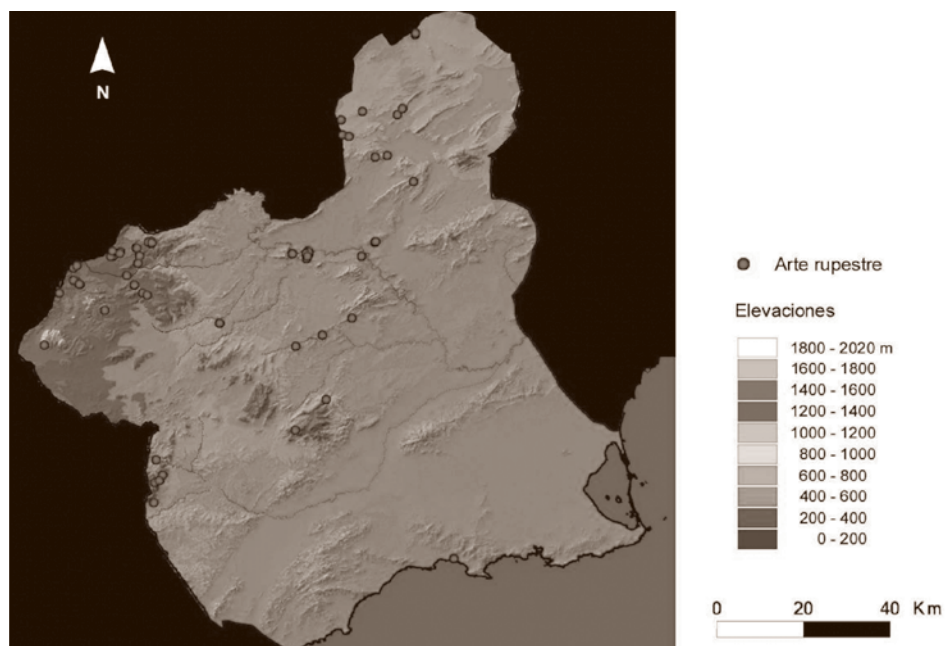 N
Arte rupestre
Elevaciones
1800 - 2020 m
1600 - 1800
1400 - 1600
1200 - 1400
1000 - 1200
800 - 1000
600 - 800
400 - 600
200 - 400
0 - 200
0 20 40 Km